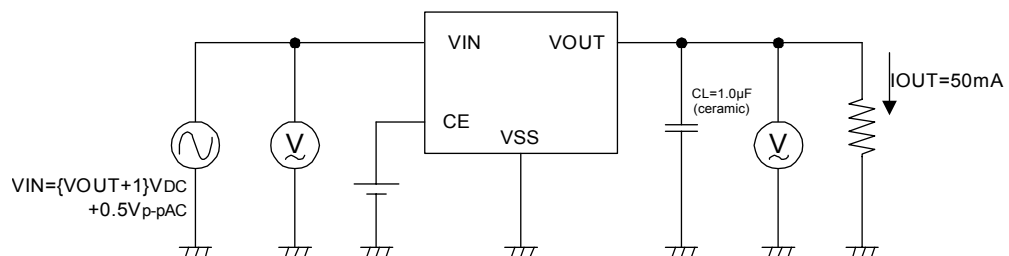 VIN
VOUT
CE
VSS
V
VIN={VOUT+1}VDC
+0.5Vp-pAC
CL=1.0µF
(ceramic)
V
IOUT=50mA